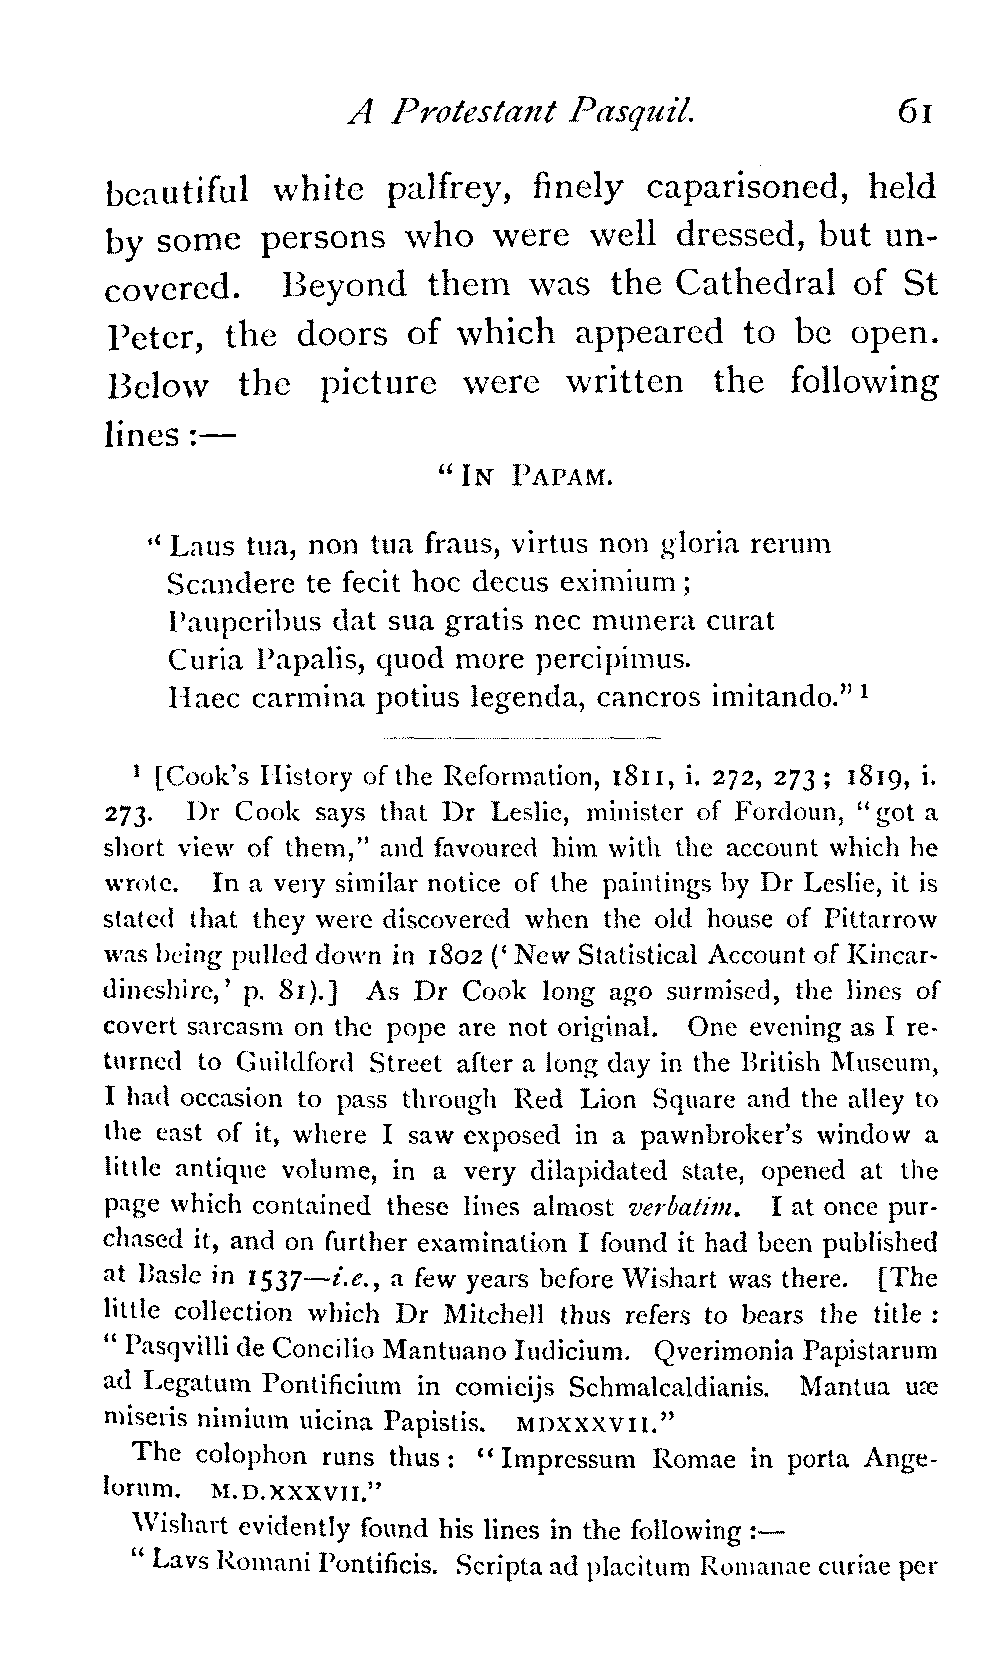 A Protestant Pasquil. 61
beautiful white palfrey, finely caparisoned, held
by some persons who were well dressed, but un-
covered. Beyond them was the Cathedral of St
Peter, the doors of which appeared to be open.
Below the picture were written the following
lines :—
“ IN PAPAM.
“ Laus tua, non tua fraus, virtus non gloria rerum
Scandere te fecit hoc decus eximium ;
Pauperibus dat sua gratis nec munera curat
Curia Papalis, quod more percipimus.
Haec carmina potius legenda, cancros imitando.” 1
1 [Cook’s History of the Reformation, 1811, i. 272, 273 ; 1819, i.
273. Dr Cook says that Dr Leslie, minister of Fordoun, “ got a
short view of them,” and favoured him with the account which he
wrote. In a very similar notice of the paintings by Dr Leslie, it is
stated that they were discovered when the old house of Pittarrow
was being pulled down in 1802 (‘ New Statistical Account of Kincar-
dineshire,’ p. 81).] As Dr Cook long ago surmised, the lines of
covert sarcasm on the pope are not original. One evening as I re-
turned to Guildford Street after a long day in the British Museum,
I had occasion to pass through Red Lion Square and the alley to
the east of it, where I saw exposed in a pawnbroker’s window a
little antique volume, in a very dilapidated state, opened at the
page which contained these lines almost verbatim. I at once pur-
chased it, and on further examination I found it had been published
at Basle in 1537—i.e., a few years before Wishart was there. [The
little collection which Dr Mitchell thus refers to bears the title :
“ Pasqvilli de Concilio Mantuano Iudicium. Qverimonia Papistarum
ad Legatum Pontificium in comicijs Schmalcaldianis. Mantua uæ
miseris nimium uicina Papistis. MDXXXVII.”
The colophon runs thus : “ Impressum Romae in porta Ange-
lorum. M.D.XXXVII.”
Wishart evidently found his lines in the following :—
“ Lavs Romani Pontificis. Scripta ad placitum Romanae curiae per